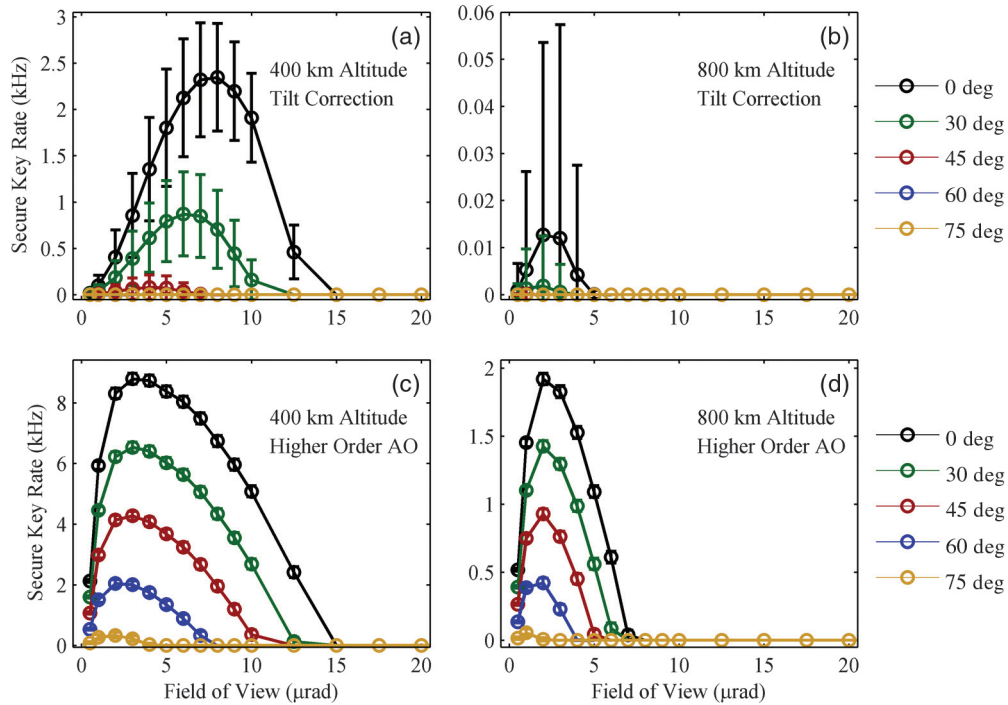 (a)
400 km Altitude
Tilt Correction
Secure Key Rate (kHz)
3
2.5
2
1.5
1
0.5
0
0 5 10 15 20
(b)
800 km Altitude
Tilt Correction
0.06
0.05
0.04
0.03
0.02
0.01
0.00
0 5 10 15 20
0 deg
30 deg
45 deg
60 deg
75 deg
(c)
400 km Altitude
Higher Order AO
Secure Key Rate (kHz)
8
6
4
2
0
0 5 10 15 20
Field of View (μrad)
(d)
800 km Altitude
Higher Order AO
2
1.5
1
0.5
0
0 5 10 15 20
Field of View (μrad)
0 deg
30 deg
45 deg
60 deg
75 deg